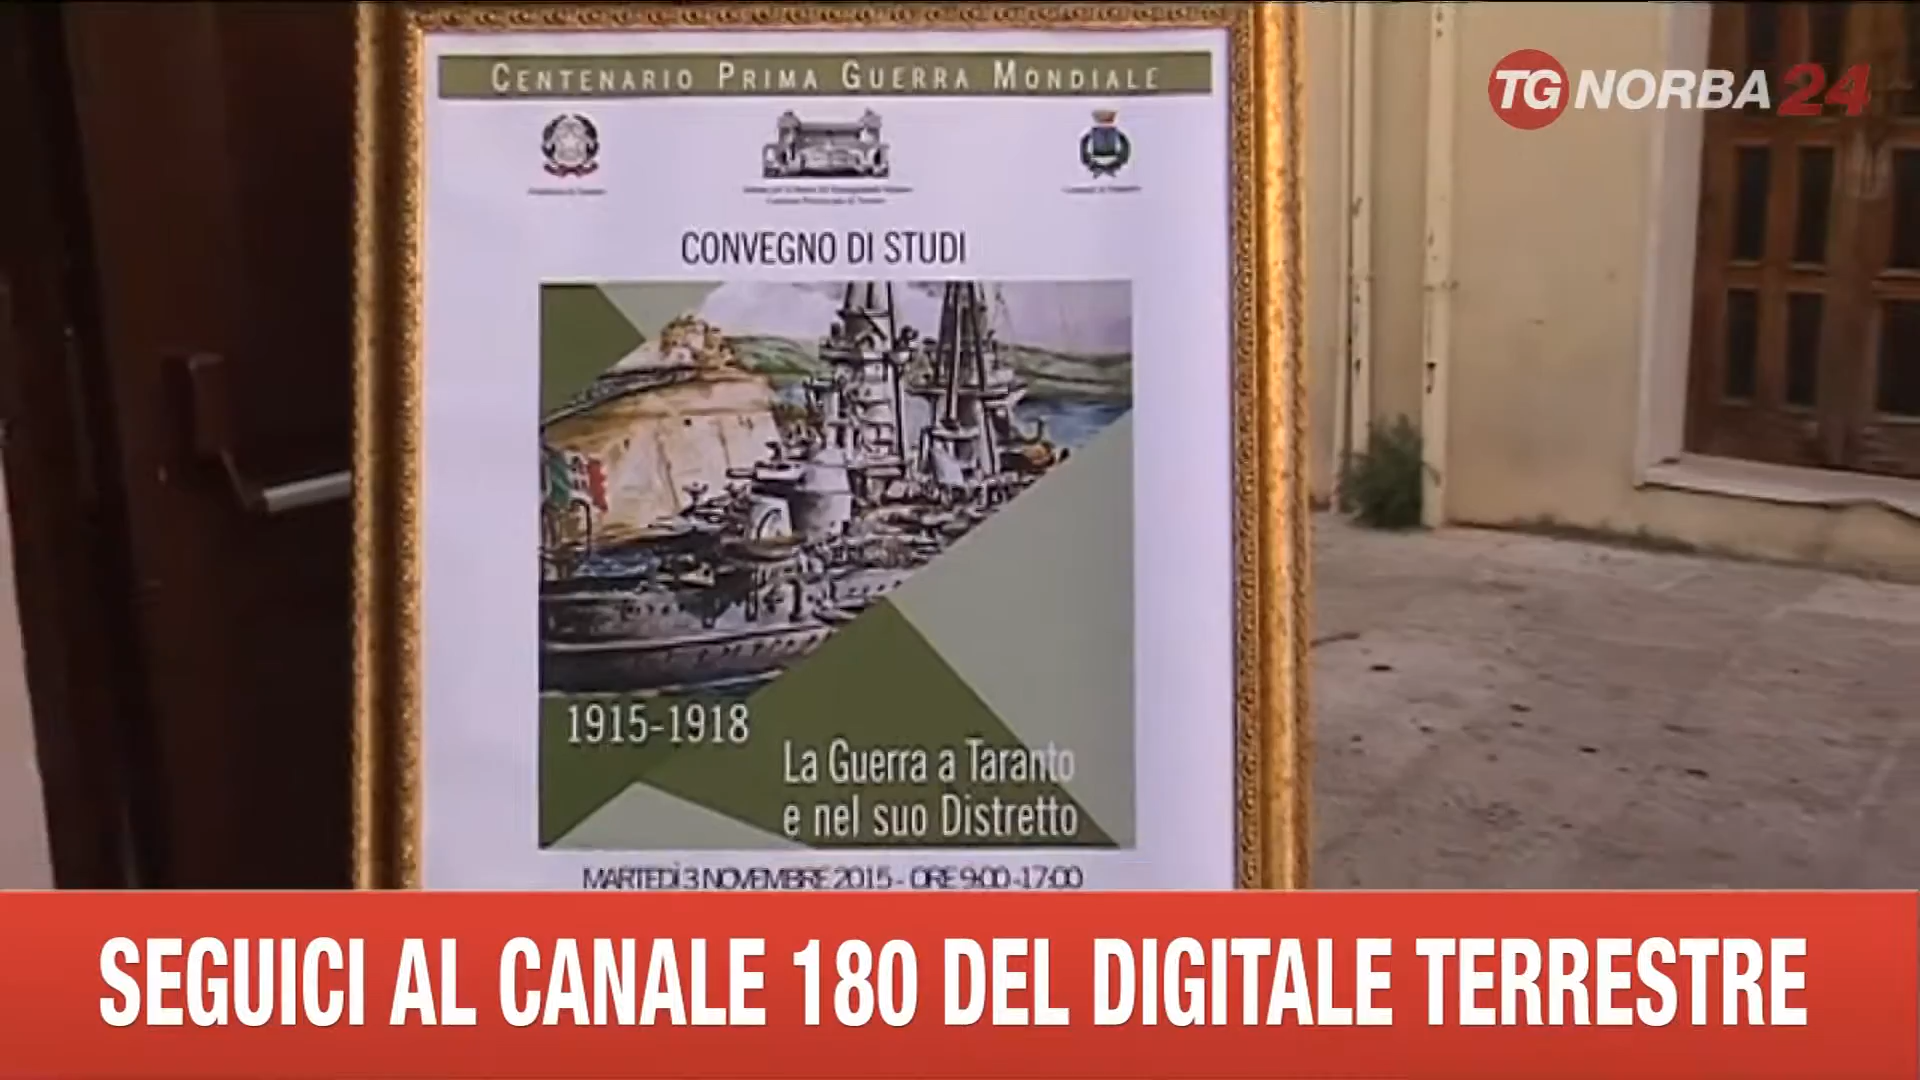 CENTENARIO PRIMA GUERRA MONDIALE
TG NORBA 24
CONVEGNO DI STUDI
1915-1918
La Guerra a Taranto
e nel suo Distretto
MARTEDÌ 3 NOVEMBRE 2015 - ORE 9:00 -17:00
SEGUICI AL CANALE 180 DEL DIGITALE TERRESTRE